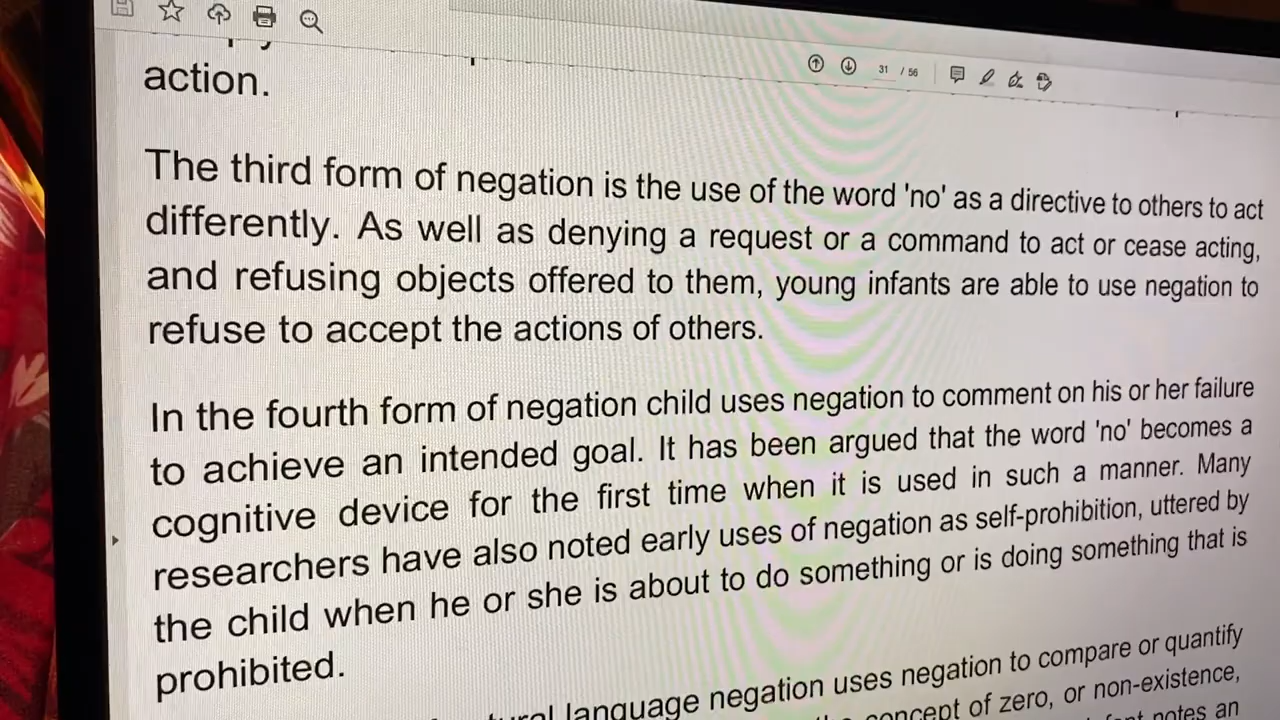 action.
31 / 56
The third form of negation is the use of the word 'no' as a directive to others to act
differently. As well as denying a request or a command to act or cease acting,
and refusing objects offered to them, young infants are able to use negation to
refuse to accept the actions of others.
In the fourth form of negation child uses negation to comment on his or her failure
to achieve an intended goal. It has been argued that the word 'no' becomes a
cognitive device for the first time when it is used in such a manner. Many
researchers have also noted early uses of negation as self-prohibition, uttered by
the child when he or she is about to do something or is doing something that is
prohibited.
language negation uses negation to compare or quantify
concept of zero, or non-existence,
notes an